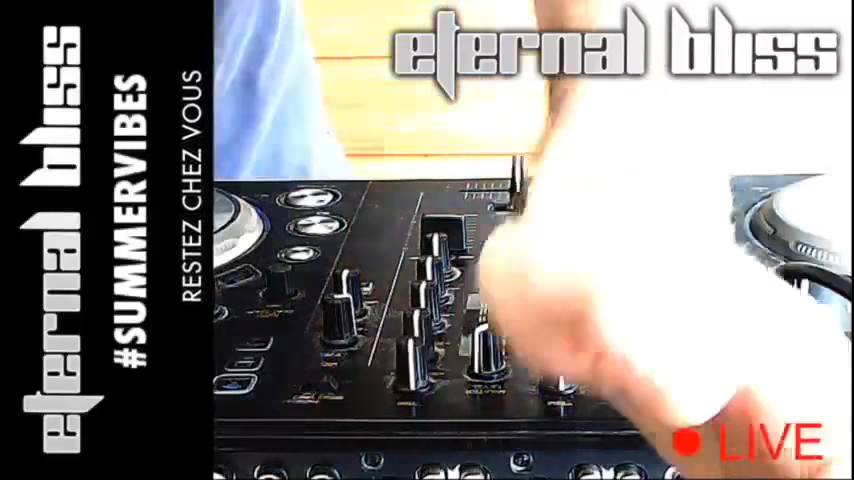 eternal bliss
#SUMMERVIBES
RESTEZ CHEZ VOUS
eternal bliss
LIVE